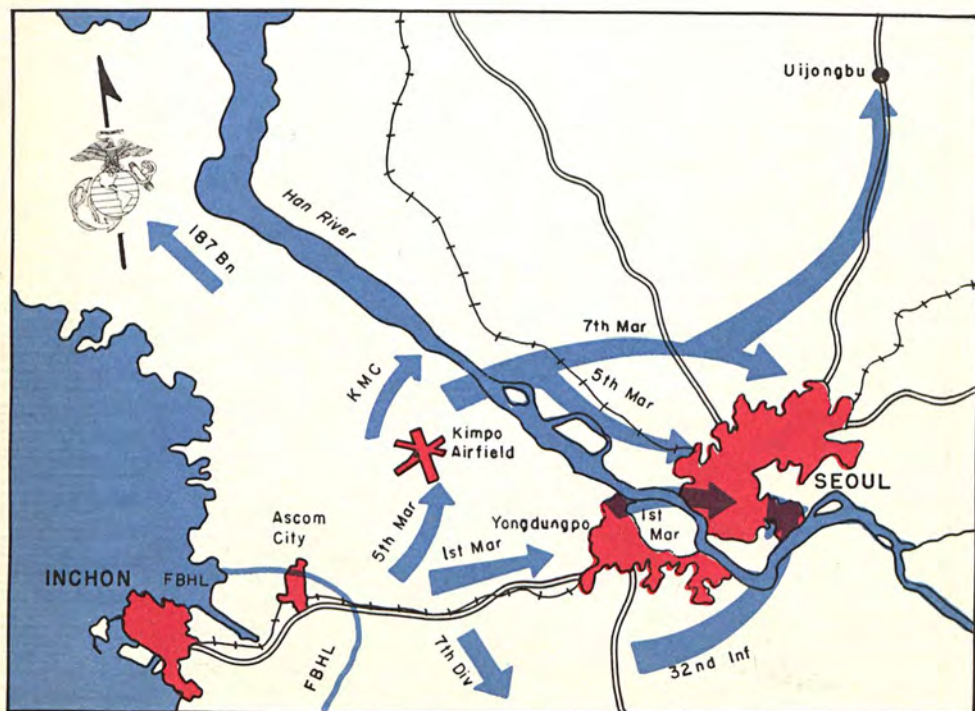 Uijongbu
Han River
187 Bn
7th Mar
KMC
5th Mar
Kimpo
Airfield
SEOUL
Ascom
City
5th Mar
1st Mar
Yongdungpo
1st
Mar
INCHON
FBHL
FBHL
7th Div
32nd Inf